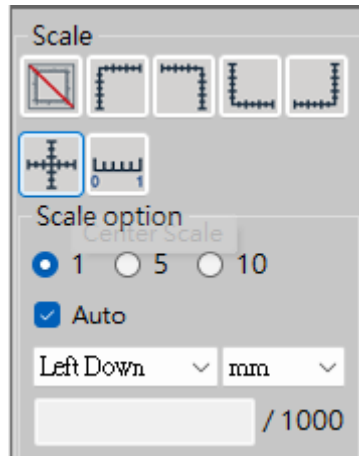 Scale
0 1
Scale option
Center Scale
1 5 10
Auto
Left Down mm
/ 1000